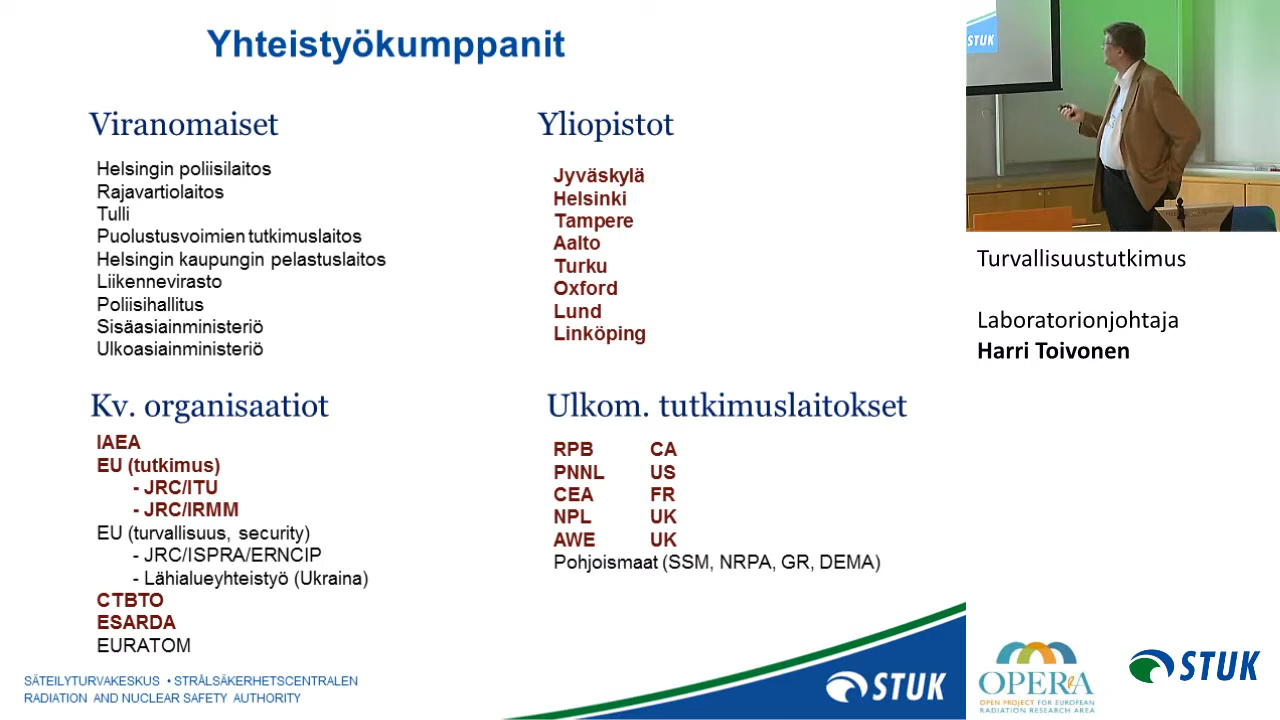 Yhteistyökumppanit
Viranomaiset
Helsingin poliisilaitos
Rajavartiolaitos
Tulli
Puolustusvoimien tutkimuslaitos
Helsingin kaupungin pelastuslaitos
Liikennevirasto
Poliisihallitus
Sisäasiainministeriö
Ulkoasiainministeriö
Yliopistot
Jyväskylä
Helsinki
Tampere
Aalto
Turku
Oxford
Lund
Linköping
Kv. organisaatiot
IAEA
EU (tutkimus)
- JRC/ITU
- JRC/IRMM
EU (turvallisuus, security)
- JRC/ISPRA/ERNCIP
- Lähialueyhteistyö (Ukraina)
CTBTO
ESARDA
EURATOM
Ulkom. tutkimuslaitokset
RPB CA
PNNL US
CEA FR
NPL UK
AWE UK
Pohjoismaat (SSM, NRPA, GR, DEMA)
SÄTEILYTURVAKESKUS • STRÅLSÄKERHETSCENTRALEN
RADIATION AND NUCLEAR SAFETY AUTHORITY
STUK
STUK
Turvallisuustutkimus
Laboratorionjohtaja
Harri Toivonen
OPERA
OPEN PROJECT FOR EUROPEAN
RADIATION RESEARCH AREA
STUK